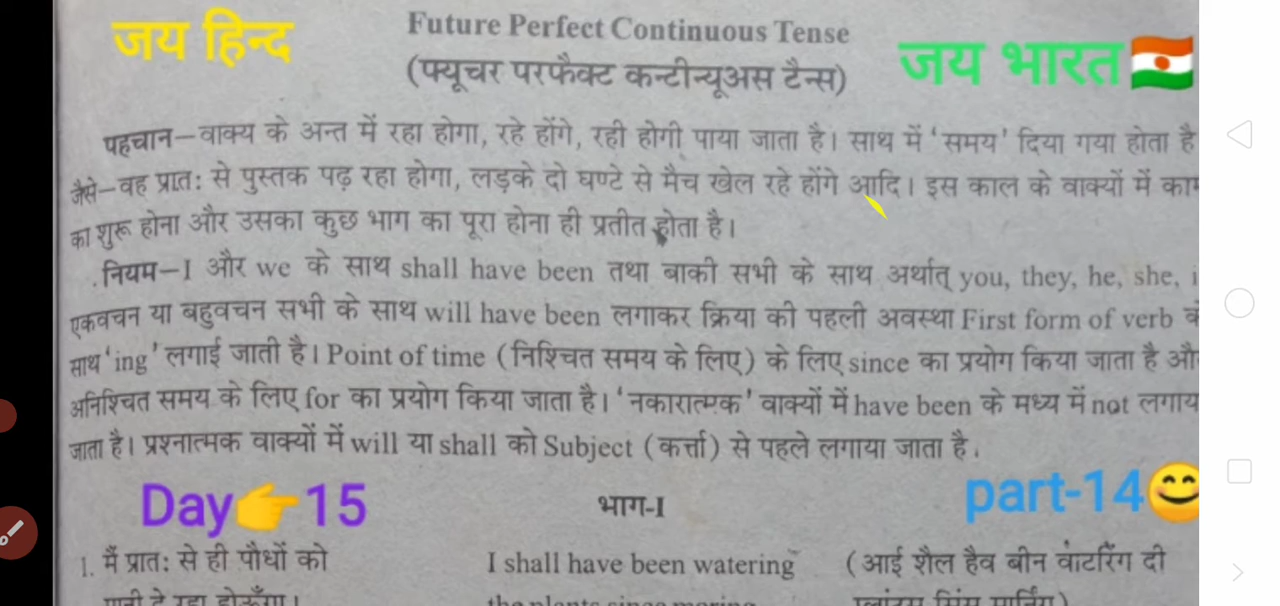 जय हिन्द
Future Perfect Continuous Tense
जय भारत
(फ्यूचर परफैक्ट कन्टीन्यूअस टैन्स)
पहचान–वाक्य के अन्त में रहा होगा, रहे होंगे, रही होगी पाया जाता है। साथ में ‘समय’ दिया गया होता है
जैसे–वह प्रात: से पुस्तक पढ़ रहा होगा, लड़के दो घण्टे से मैच खेल रहे होंगे आदि। इस काल के वाक्यों में
का शुरू होना और उसका कुछ भाग का पूरा होना ही प्रतीत होता है।
नियम–I और we के साथ shall have been तथा बाकी सभी के साथ अर्थात् you, they, he, she,
एकवचन या बहुवचन सभी के साथ will have been लगाकर क्रिया की पहली अवस्था First form of verb
साथ ‘ing’ लगाई जाती है। Point of time (निश्चित समय के लिए) के लिए since का प्रयोग किया जाता है
अनिश्चित समय के लिए for का प्रयोग किया जाता है। ‘नकारात्मक’ वाक्यों में have been के मध्य में not
जाता है। प्रश्नात्मक वाक्यों में will या shall को Subject (कर्त्ता) से पहले लगाया जाता है.
Day 15
भाग-I
part-14
1. मैं प्रात: से ही पौधों को
I shall have been watering
(आई शैल हैव बीन वाटरिंग दी